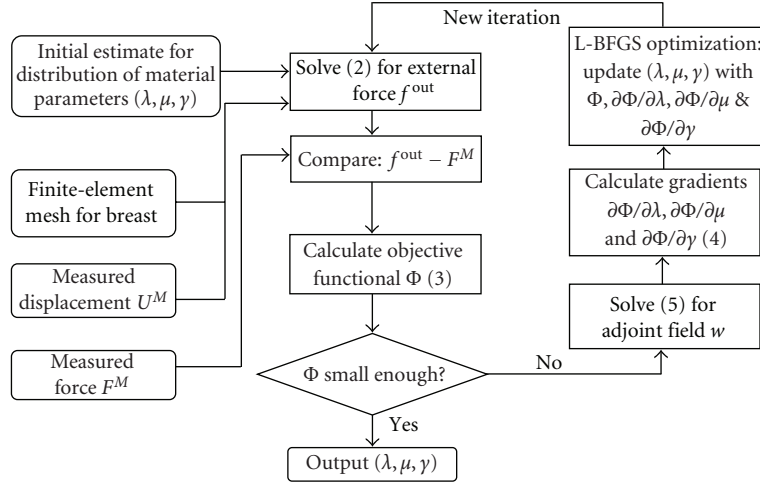 New iteration
Initial estimate for
distribution of material
parameters (λ, μ, γ)
Solve (2) for external
force f^out
Compare: f^out − F^M
Finite-element
mesh for breast
Calculate objective
functional Φ (3)
Measured
displacement U^M
Measured
force F^M
Φ small enough?
No
Yes
Output (λ, μ, γ)
Solve (5) for
adjoint field w
Calculate gradients
∂Φ/∂λ, ∂Φ/∂μ
and ∂Φ/∂γ (4)
L-BFGS optimization:
update (λ, μ, γ) with
Φ, ∂Φ/∂λ, ∂Φ/∂μ &
∂Φ/∂γ